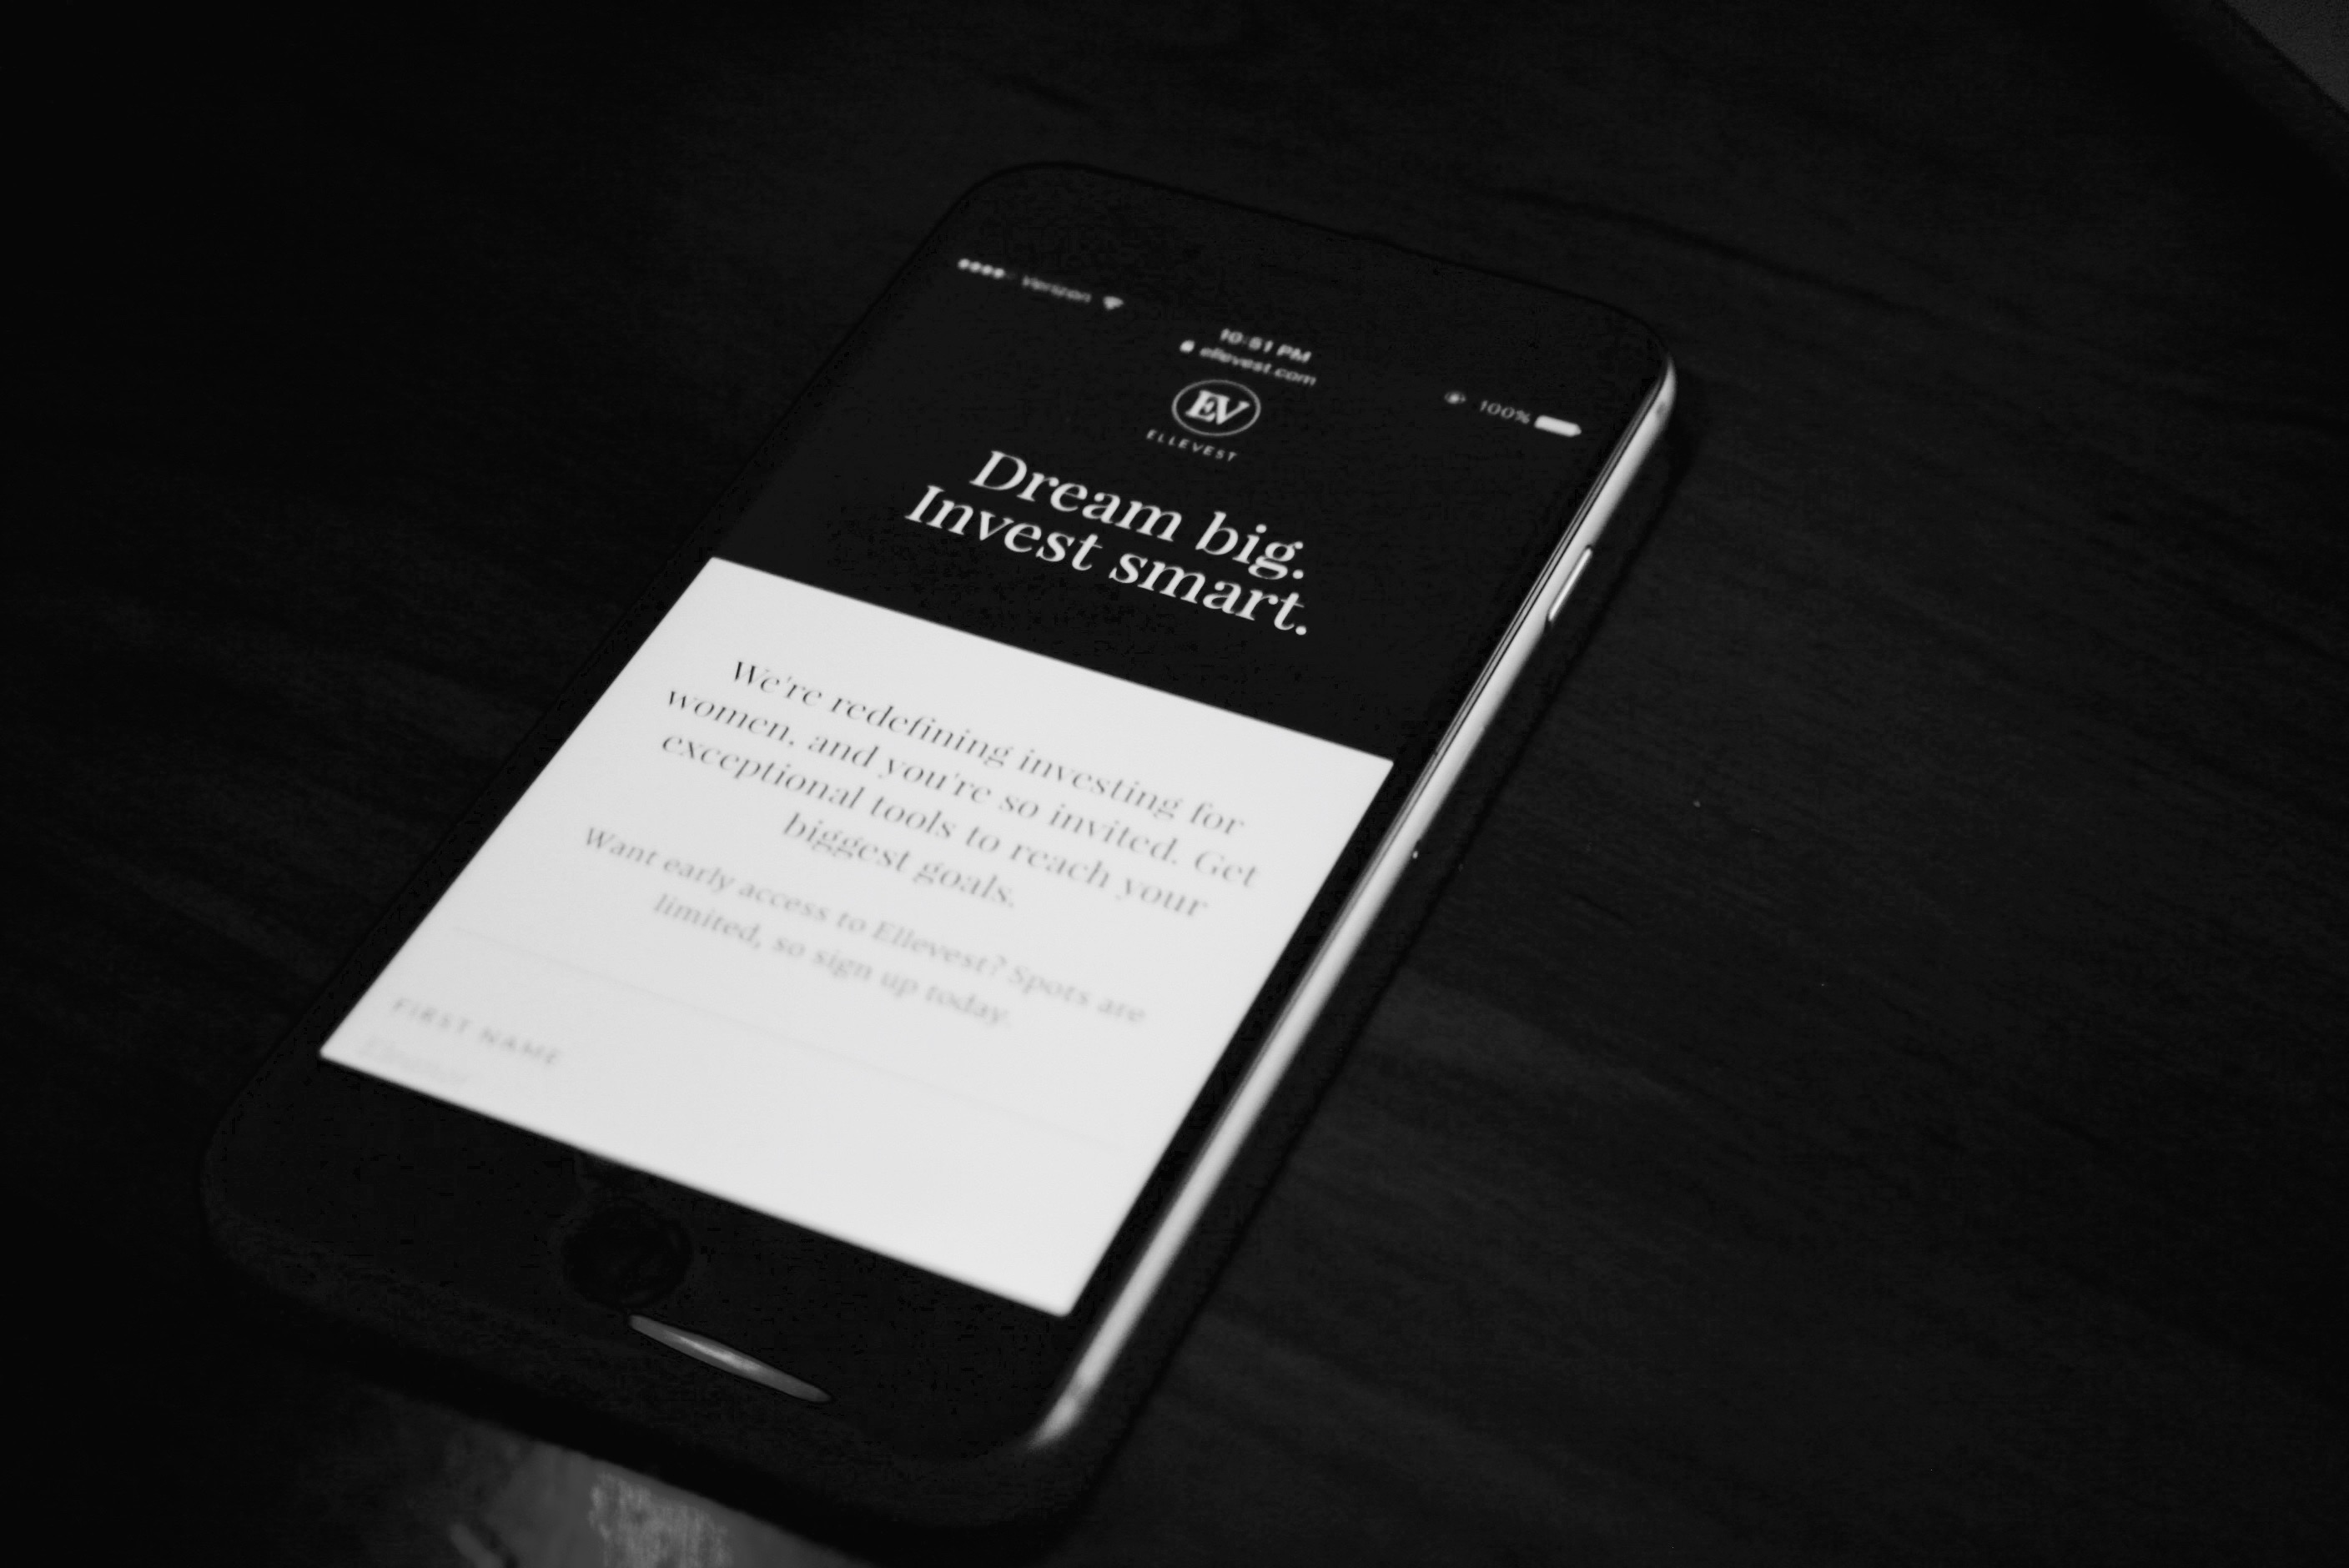 Verizon
10:51 PM
ellevest.com
100%
EV
ELLEVEST
Dream big.
Invest smart.
We're redefining investing for
women, and you're so invited. Get
exceptional tools to reach your
biggest goals.
Want early access to Ellevest? Spots are
limited, so sign up today.
FIRST NAME